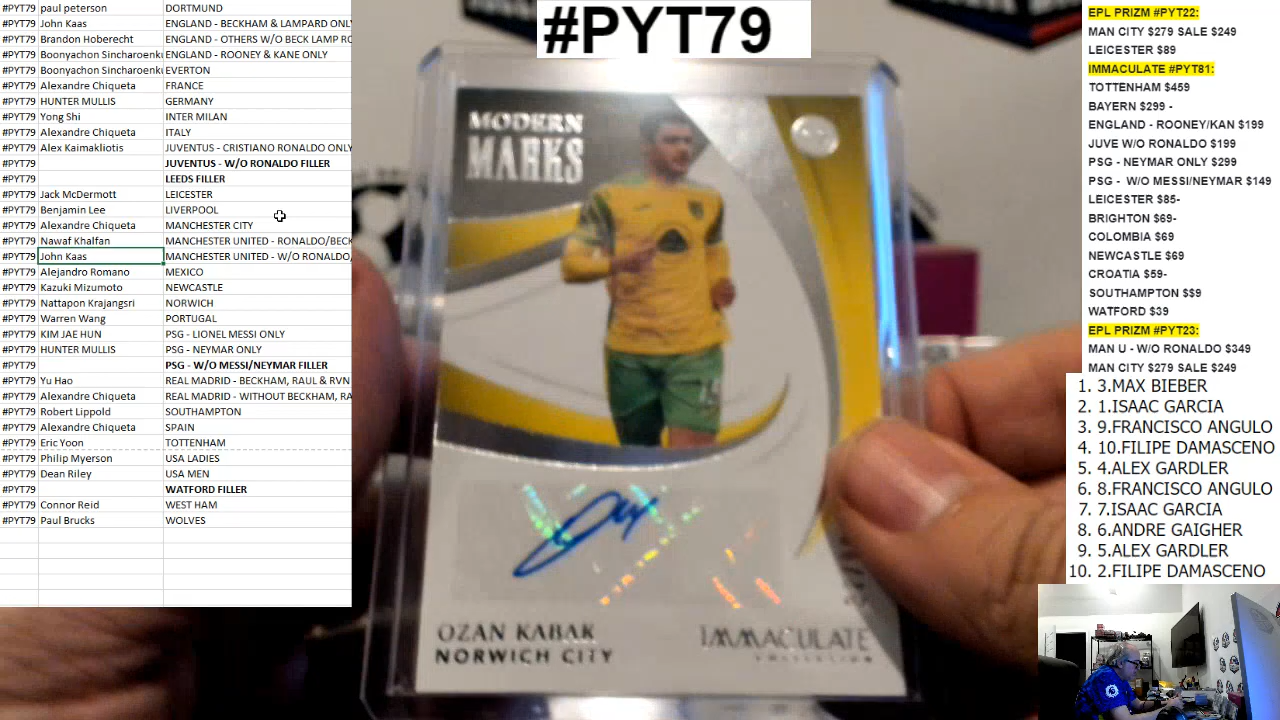 #PYT79 paul peterson DORTMUND
#PYT79 John Kaas ENGLAND - BECKHAM & LAMPARD ONLY
#PYT79 Brandon Hoberecht ENGLAND - OTHERS W/O BECK LAMP RO
#PYT79 Boonyachon Sincharoenku ENGLAND - ROONEY & KANE ONLY
#PYT79 Boonyachon Sincharoenku EVERTON
#PYT79 Alexandre Chiqueta FRANCE
#PYT79 HUNTER MULLIS GERMANY
#PYT79 Yong Shi INTER MILAN
#PYT79 Alexandre Chiqueta ITALY
#PYT79 Alex Kaimakliotis JUVENTUS - CRISTIANO RONALDO ONLY
#PYT79 JUVENTUS - W/O RONALDO FILLER
#PYT79 LEEDS FILLER
#PYT79 Jack McDermott LEICESTER
#PYT79 Benjamin Lee LIVERPOOL
#PYT79 Alexandre Chiqueta MANCHESTER CITY
#PYT79 Nawaf Khalfan MANCHESTER UNITED - RONALDO/BECK
#PYT79 John Kaas MANCHESTER UNITED - W/O RONALDO/
#PYT79 Alejandro Romano MEXICO
#PYT79 Kazuki Mizumoto NEWCASTLE
#PYT79 Nattapon Krajangsri NORWICH
#PYT79 Warren Wang PORTUGAL
#PYT79 KIM JAE HUN PSG - LIONEL MESSI ONLY
#PYT79 HUNTER MULLIS PSG - NEYMAR ONLY
#PYT79 PSG - W/O MESSI/NEYMAR FILLER
#PYT79 Yu Hao REAL MADRID - BECKHAM, RAUL & RVN
#PYT79 Alexandre Chiqueta REAL MADRID - WITHOUT BECKHAM, RA
#PYT79 Robert Lippold SOUTHAMPTON
#PYT79 Alexandre Chiqueta SPAIN
#PYT79 Eric Yoon TOTTENHAM
#PYT79 Philip Myerson USA LADIES
#PYT79 Dean Riley USA MEN
#PYT79 WATFORD FILLER
#PYT79 Connor Reid WEST HAM
#PYT79 Paul Brucks WOLVES
#PYT79
MODERN
MARKS
OZAN KABAK
NORWICH CITY
IMMACULATE
COLLECTION
EPL PRIZM #PYT22:
MAN CITY $279 SALE $249
LEICESTER $89
IMMACULATE #PYT81:
TOTTENHAM $459
BAYERN $299 -
ENGLAND - ROONEY/KAN $199
JUVE W/O RONALDO $199
PSG - NEYMAR ONLY $299
PSG - W/O MESSI/NEYMAR $149
LEICESTER $85-
BRIGHTON $69-
COLOMBIA $69
NEWCASTLE $69
CROATIA $59-
SOUTHAMPTON $$9
WATFORD $39
EPL PRIZM #PYT23:
MAN U - W/O RONALDO $349
MAN CITY $279 SALE $249
1. 3.MAX BIEBER
2. 1.ISAAC GARCIA
3. 9.FRANCISCO ANGULO
4. 10.FILIPE DAMASCENO
5. 4.ALEX GARDLER
6. 8.FRANCISCO ANGULO
7. 7.ISAAC GARCIA
8. 6.ANDRE GAIGHER
9. 5.ALEX GARDLER
10. 2.FILIPE DAMASCENO